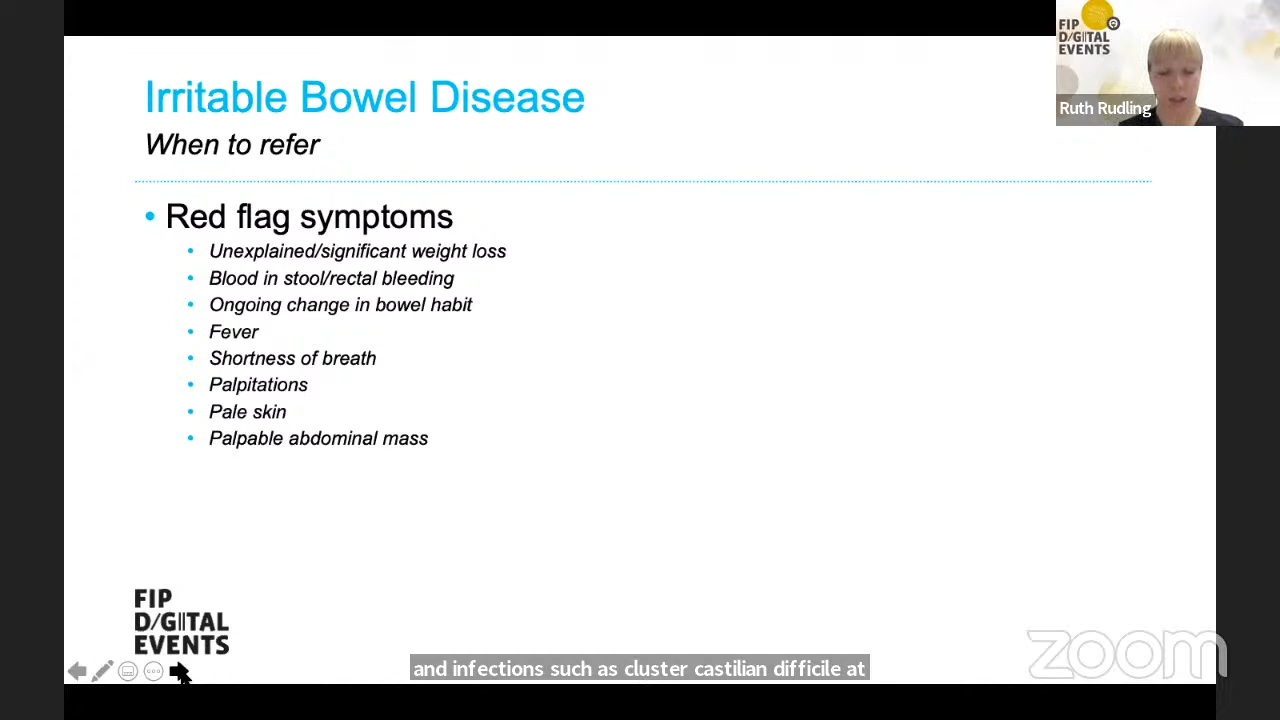 Irritable Bowel Disease
When to refer
• Red flag symptoms
• Unexplained/significant weight loss
• Blood in stool/rectal bleeding
• Ongoing change in bowel habit
• Fever
• Shortness of breath
• Palpitations
• Pale skin
• Palpable abdominal mass
FIP
D/GITAL
EVENTS
and infections such as cluster castilian difficile at
zoom
FIP
D/GITAL
EVENTS
Ruth Rudling